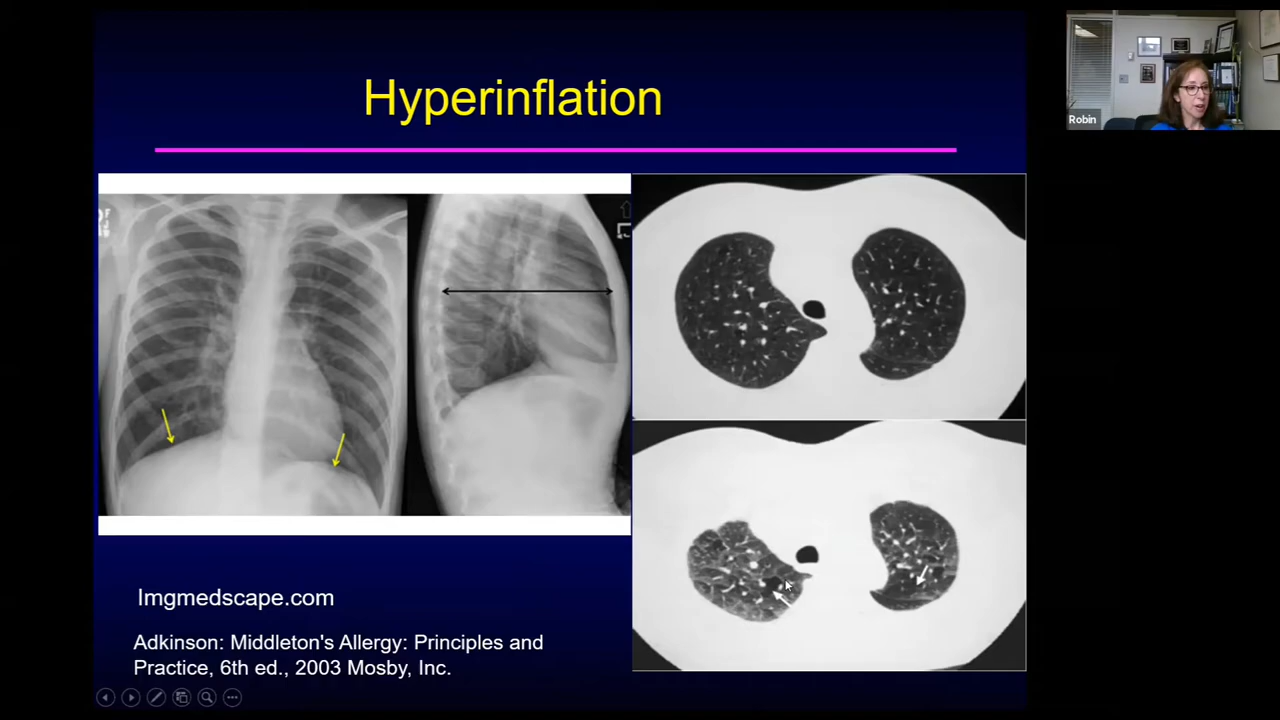 Hyperinflation
Robin
Imgmedscape.com
Adkinson: Middleton's Allergy: Principles and
Practice, 6th ed., 2003 Mosby, Inc.